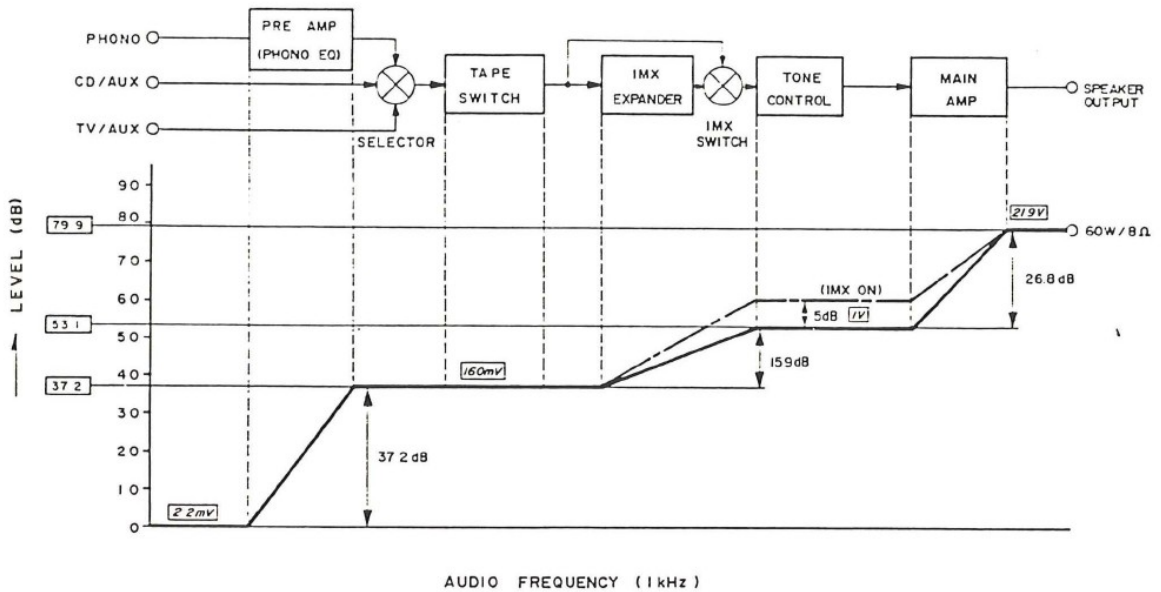 PHONO
PRE AMP
(PHONO EQ)
CD/AUX
TV/AUX
SELECTOR
TAPE
SWITCH
IMX
EXPANDER
IMX
SWITCH
TONE
CONTROL
MAIN
AMP
SPEAKER
OUTPUT
LEVEL (dB)
90
80
70
60
50
40
30
20
10
0
79.9
53.1
37.2
2.2mV
37.2dB
160mV
(IMX ON)
5dB
1V
15.9dB
21.9V
60W/8Ω
26.8dB
AUDIO FREQUENCY (1kHz)